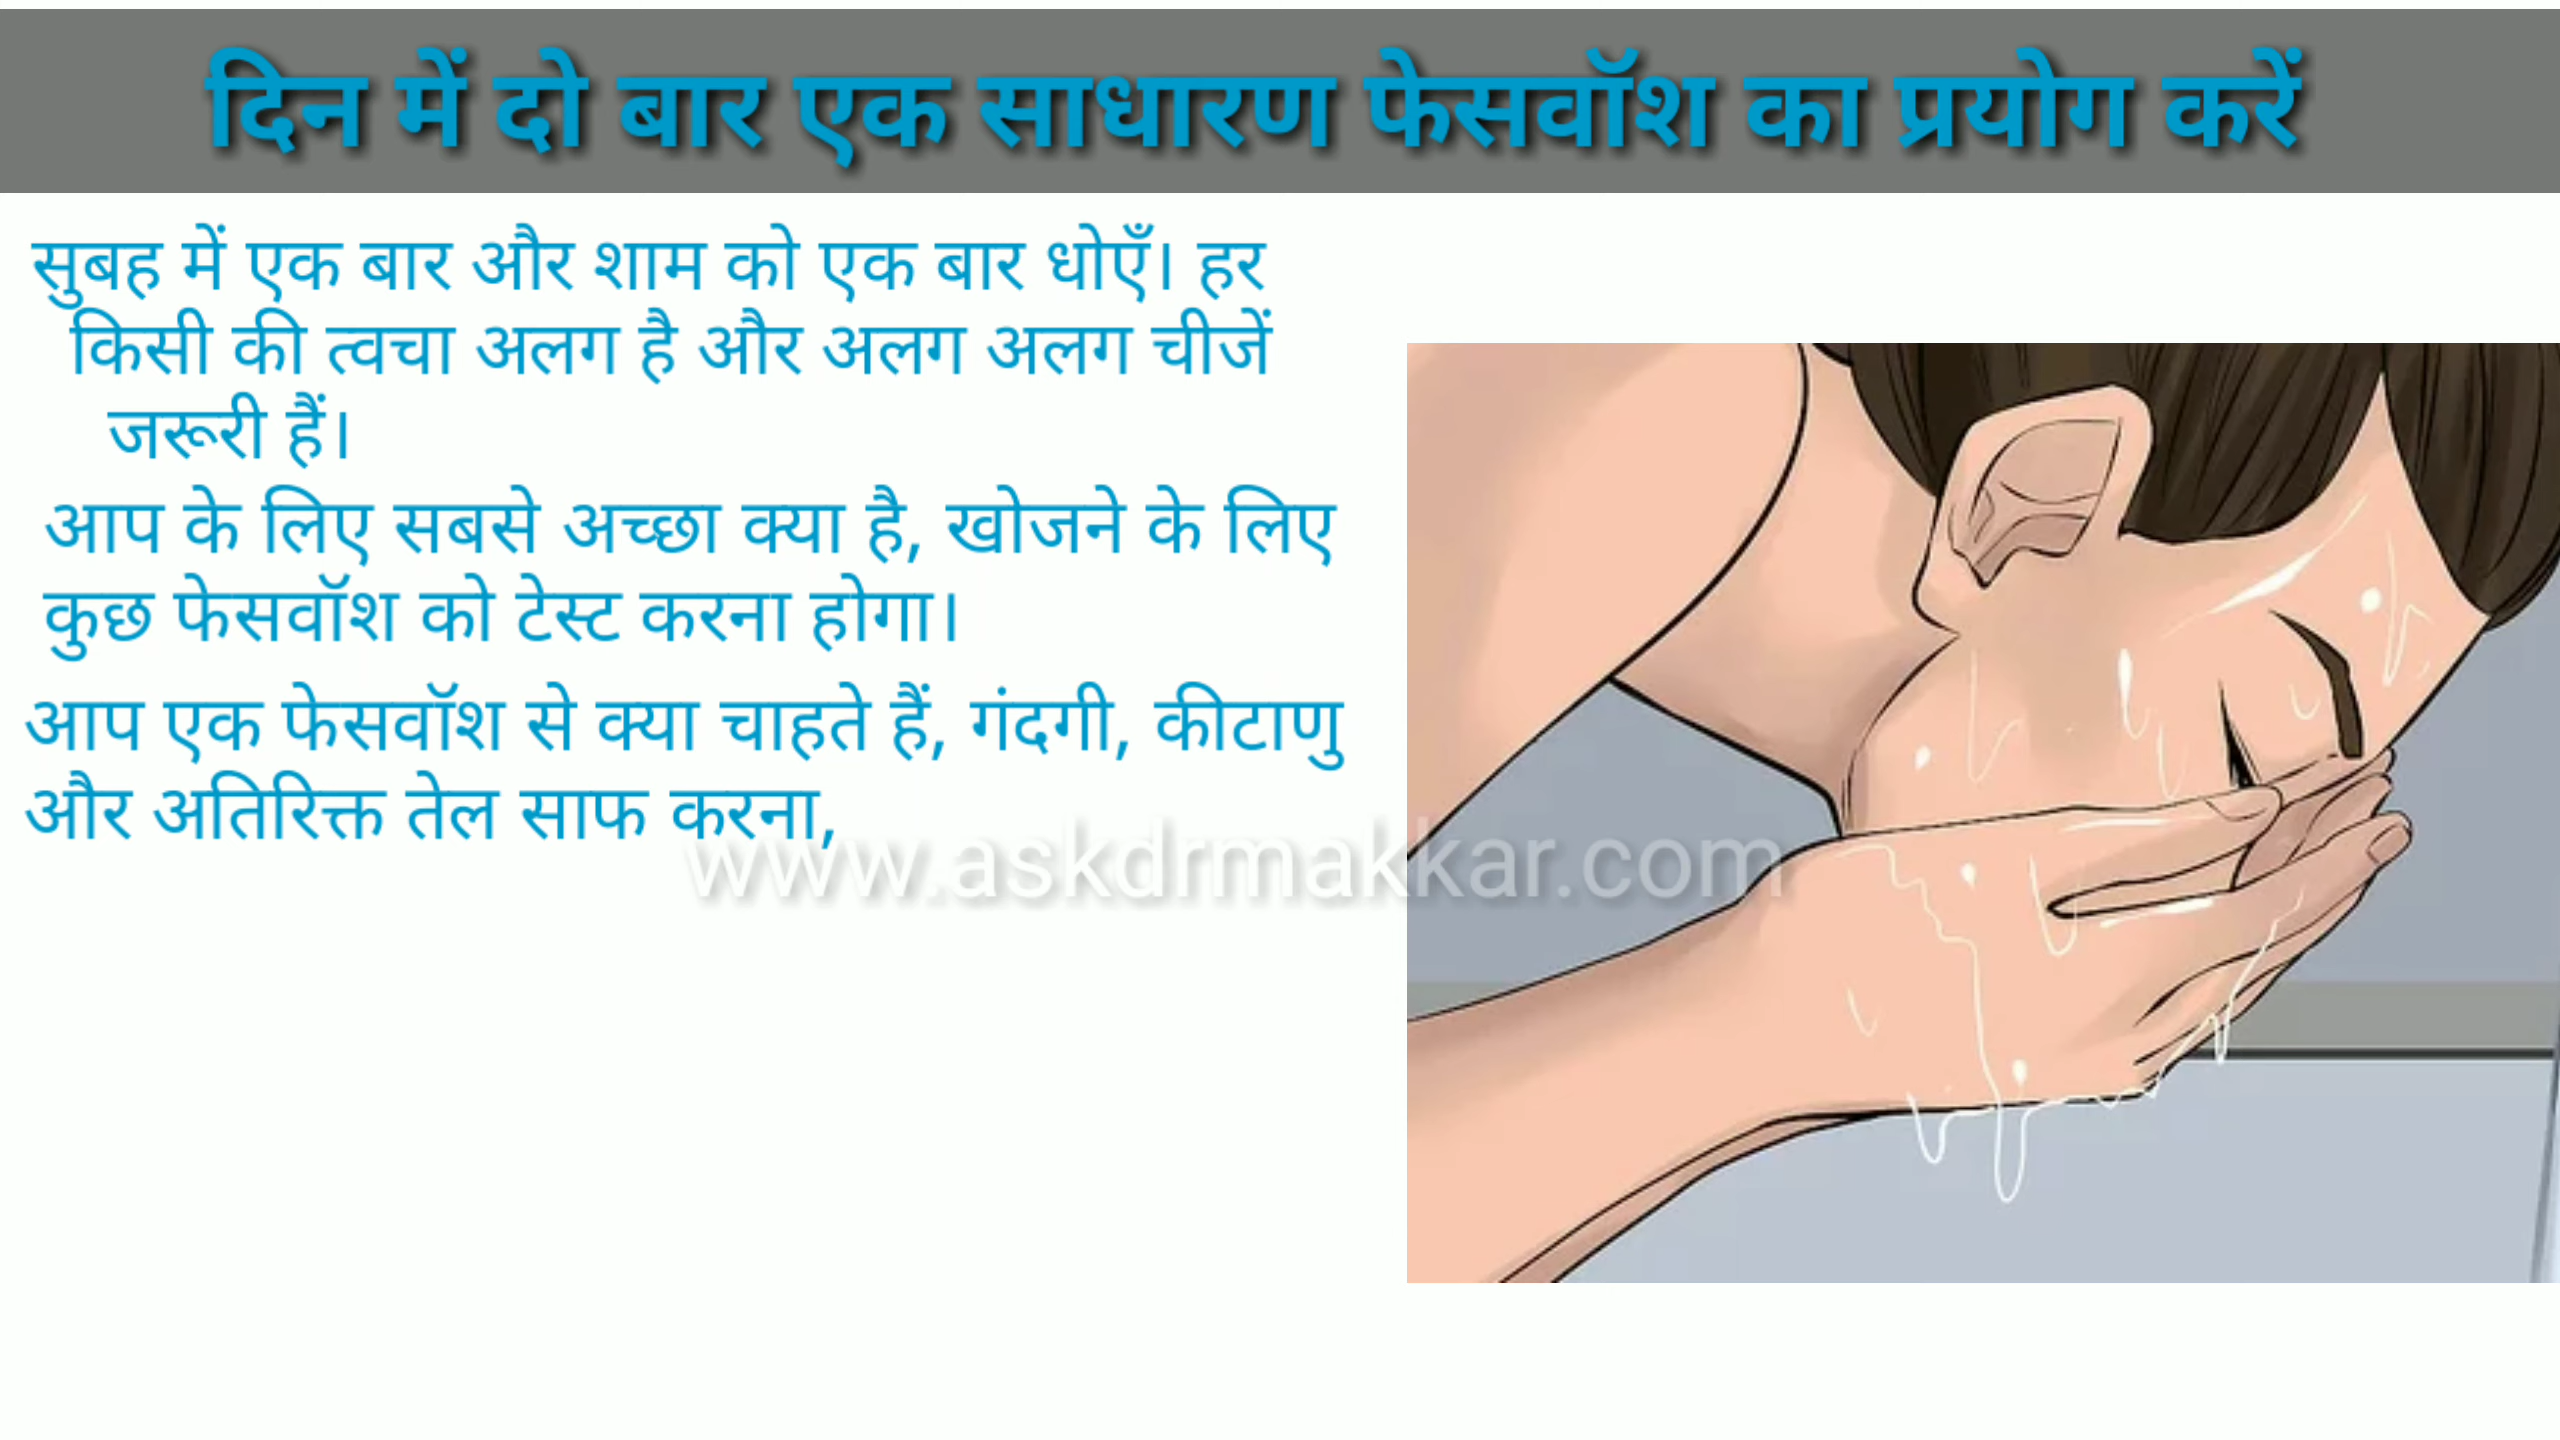 दिन में दो बार एक साधारण फेसवॉश का प्रयोग करें
सुबह में एक बार और शाम को एक बार धोएँ। हर
किसी की त्वचा अलग है और अलग अलग चीजें
जरूरी हैं।
आप के लिए सबसे अच्छा क्या है, खोजने के लिए
कुछ फेसवॉश को टेस्ट करना होगा।
आप एक फेसवॉश से क्या चाहते हैं, गंदगी, कीटाणु
और अतिरिक्त तेल साफ करना,
www.askdrmakkar.com